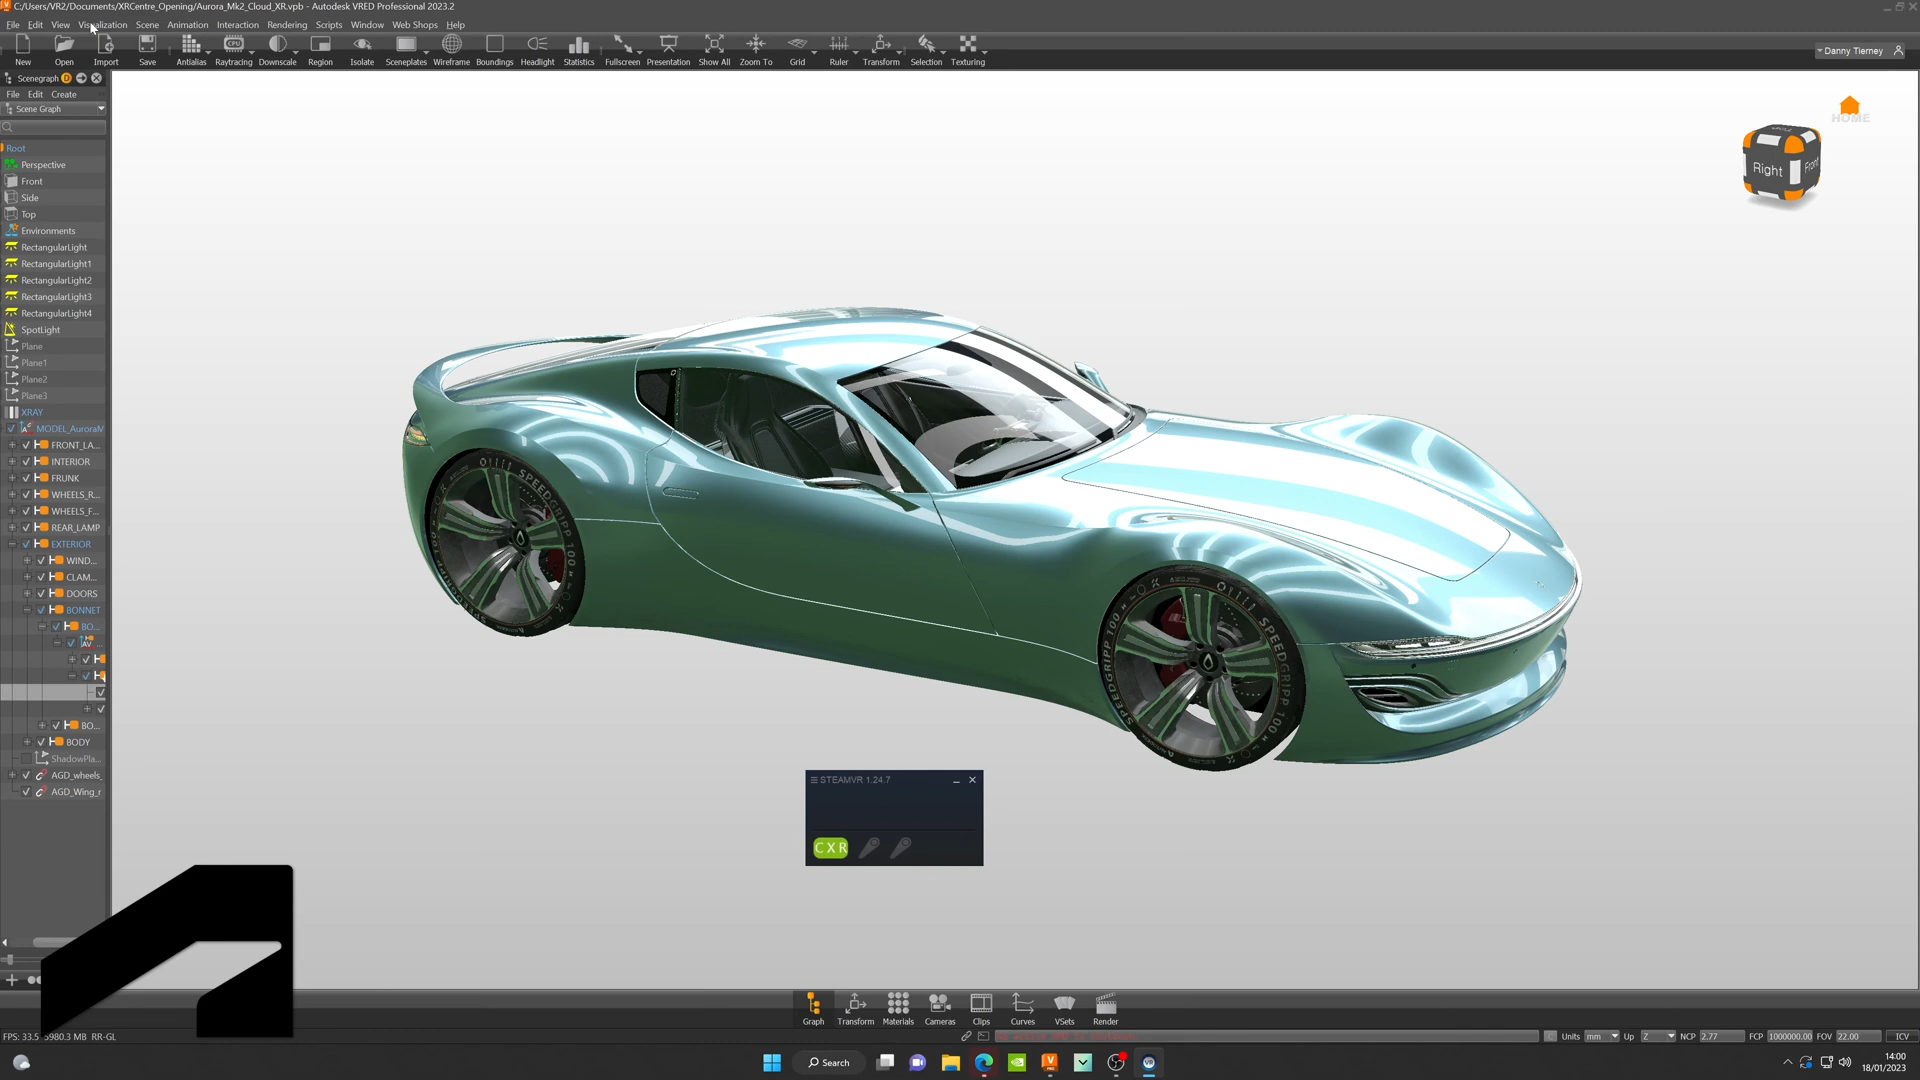 C:/Users/VR2/Documents/XRCentre_Opening/Aurora_Mk2_Cloud_XR.vpb - Autodesk VRED Professional 2023.2
File Edit View Visualization Scene Animation Interaction Rendering Scripts Window Web Shops Help
New Open Import Save Antialias Raytracing Downscale Region Isolate Sceneplates Wireframe Boundings Headlight Statistics Fullscreen Presentation Show All Zoom To Grid Ruler Transform Selection Texturing
Danny Tierney
Scenegraph D
File Edit Create
Scene Graph
HOME
Top
Right
Front
Root
Perspective
Front
Side
Top
Environments
RectangularLight
RectangularLight1
RectangularLight2
RectangularLight3
RectangularLight4
SpotLight
Plane
Plane1
Plane2
Plane3
XRAY
MODEL_AuroraM
FRONT_LA...
INTERIOR
FRUNK
WHEELS_R...
WHEELS_F...
REAR_LAMP
EXTERIOR
WIND...
CLAM...
DOORS
BONNET
BO...
AV...
BO...
BODY
ShadowPla...
AGD_wheels_
AGD_Wing_r
SPEEDGRIPP 100
SPEEDGRIPP 100
SPEEDGRIPP 100
STEAMVR 1.24.7
CXR
Graph Transform Materials Cameras Clips Curves VSets Render
FPS: 33.5 5980.3 MB RR-GL
C Units mm Up Z NCP 2.77 FCP 1000000.00 FOV 22.00 ICV
Search
14:00
18/01/2023